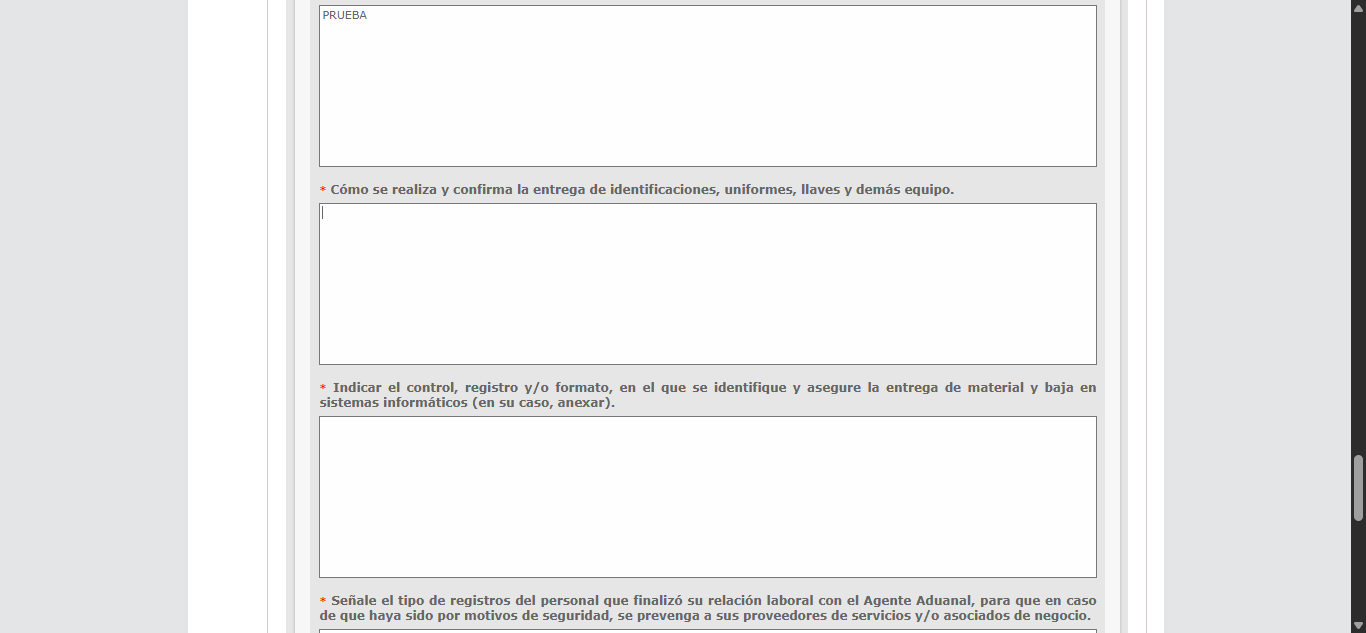 PRUEBA
* Cómo se realiza y confirma la entrega de identificaciones, uniformes, llaves y demás equipo.
* Indicar el control, registro y/o formato, en el que se identifique y asegure la entrega de material y baja en
sistemas informáticos (en su caso, anexar).
* Señale el tipo de registros del personal que finalizó su relación laboral con el Agente Aduanal, para que en caso
de que haya sido por motivos de seguridad, se prevenga a sus proveedores de servicios y/o asociados de negocio.